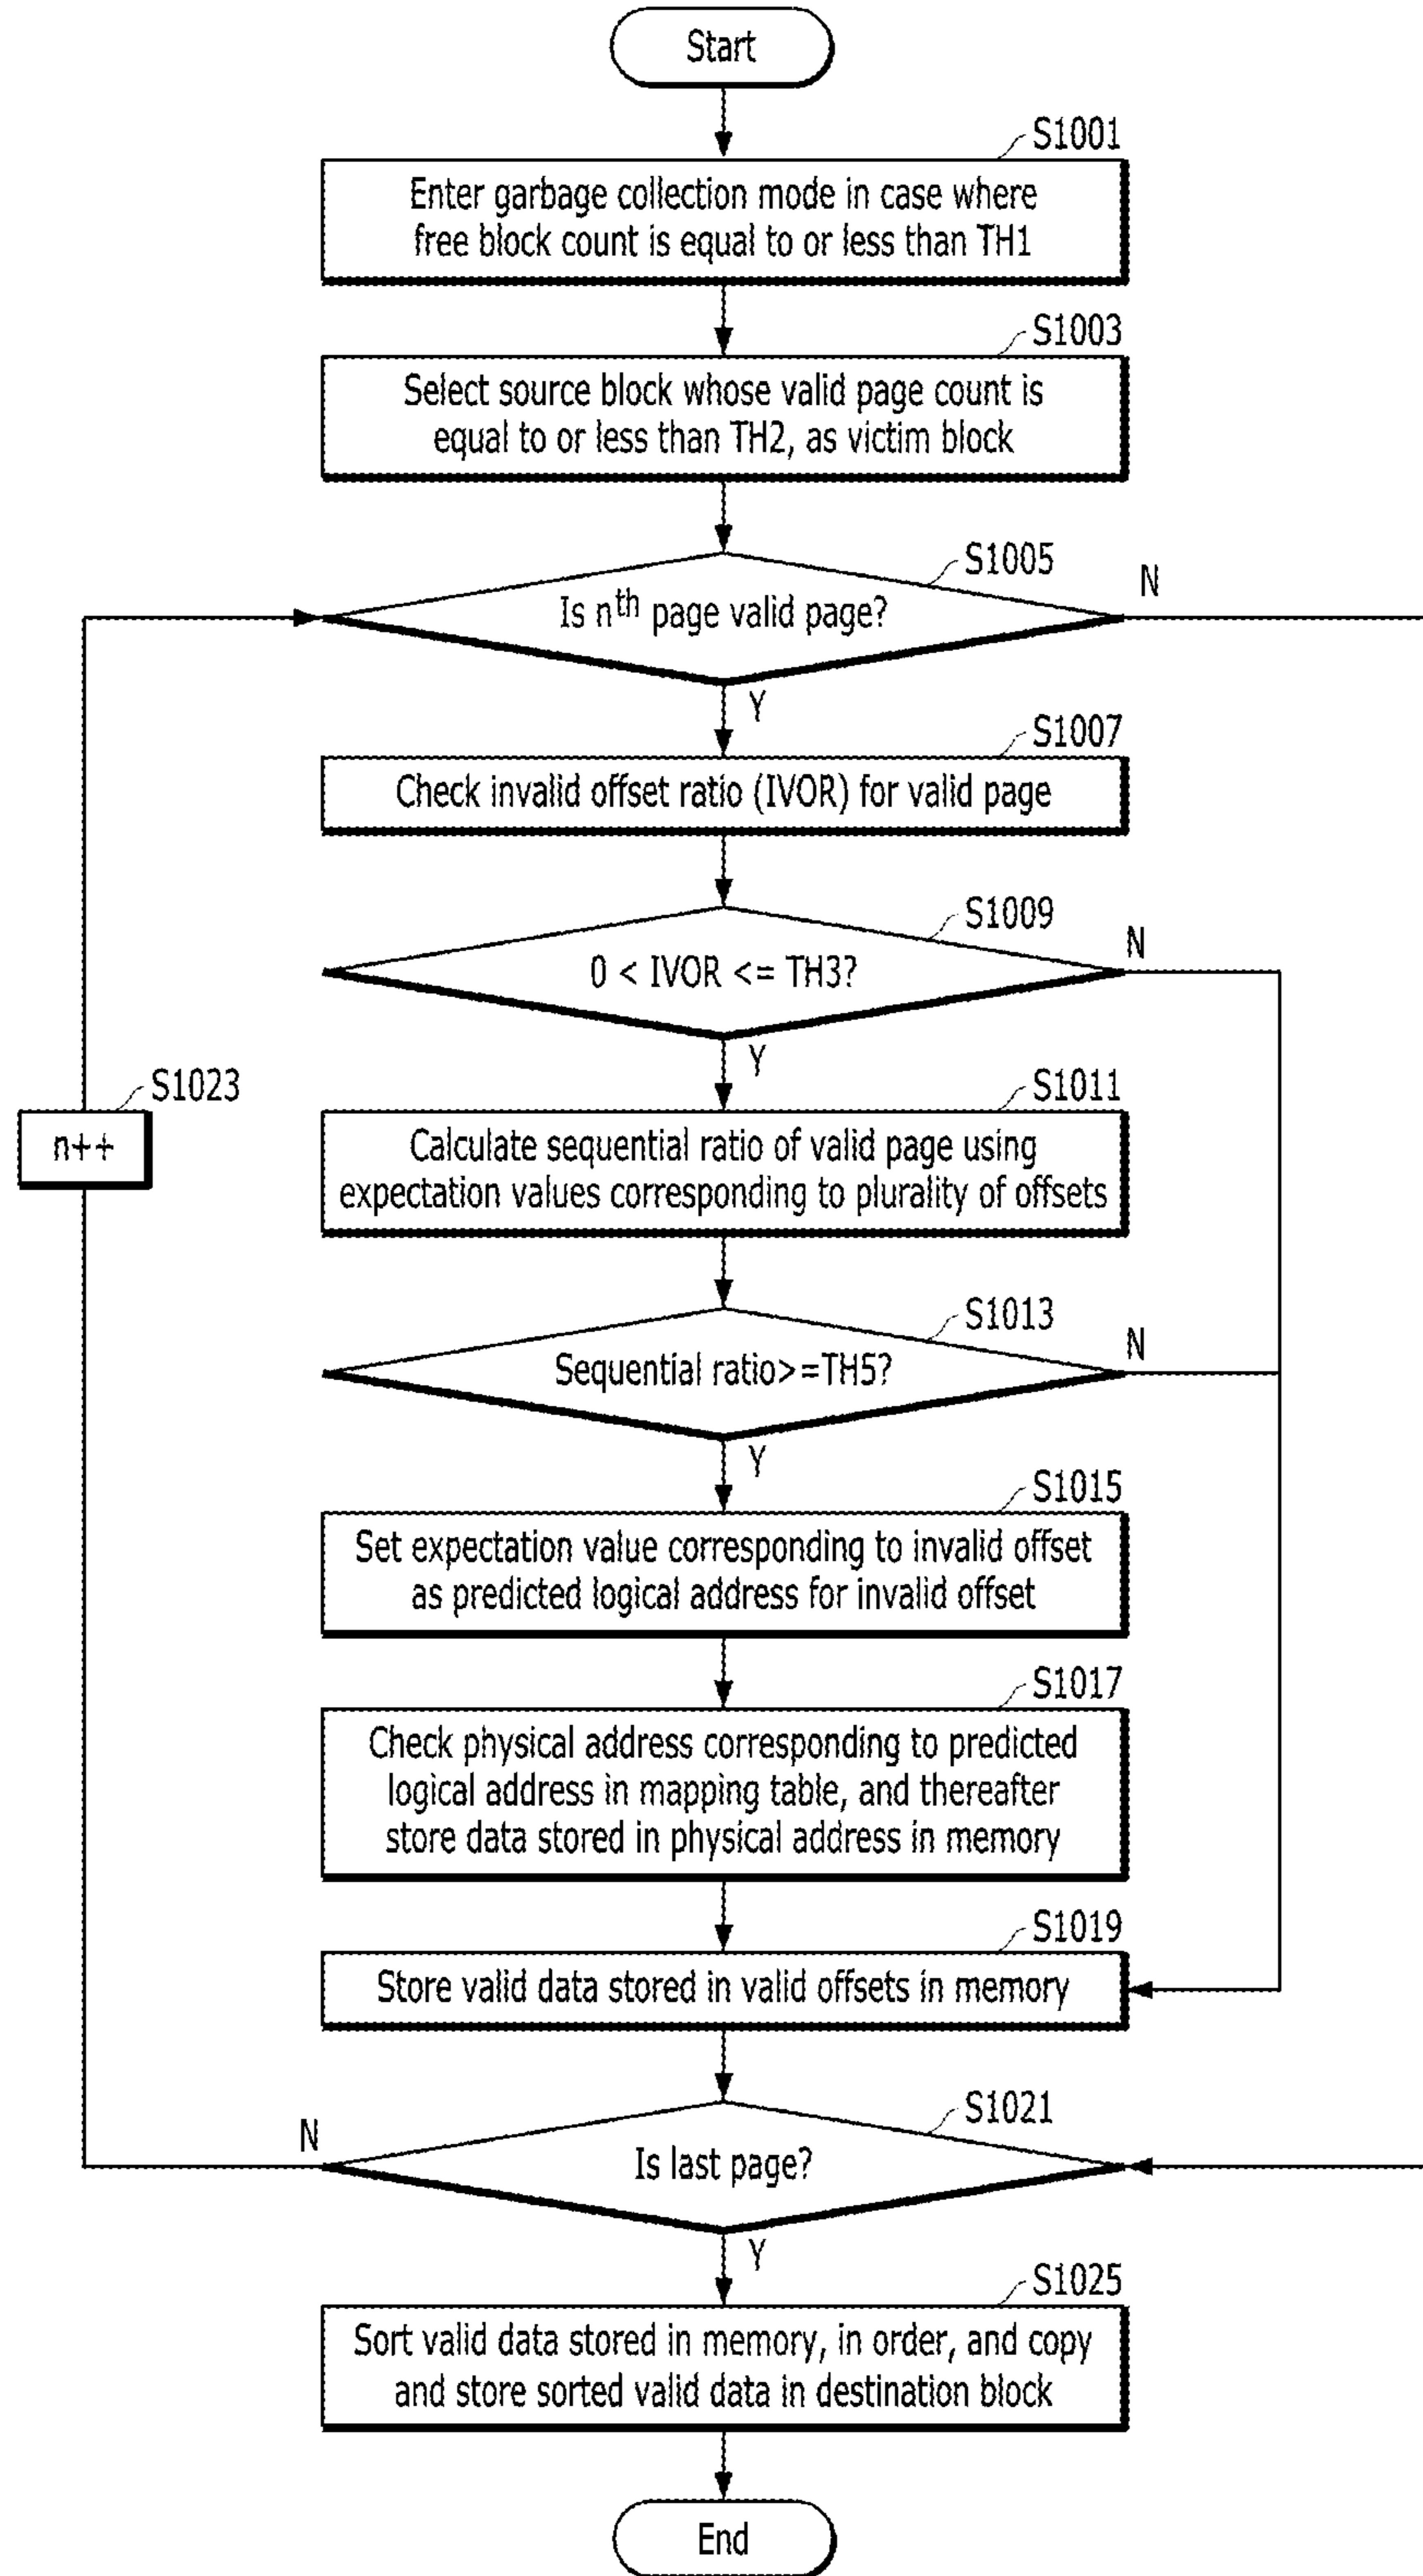 Start
S1001
Enter garbage collection mode in case where
free block count is equal to or less than TH1
S1003
Select source block whose valid page count is
equal to or less than TH2, as victim block
S1005
N
Is nth page valid page?
Y
S1007
Check invalid offset ratio (IVOR) for valid page
S1009
N
0 < IVOR <= TH3?
Y
S1023
n++
S1011
Calculate sequential ratio of valid page using
expectation values corresponding to plurality of offsets
S1013
N
Sequential ratio>=TH5?
Y
S1015
Set expectation value corresponding to invalid offset
as predicted logical address for invalid offset
S1017
Check physical address corresponding to predicted
logical address in mapping table, and thereafter
store data stored in physical address in memory
S1019
Store valid data stored in valid offsets in memory
S1021
N
Is last page?
Y
S1025
Sort valid data stored in memory, in order, and copy
and store sorted valid data in destination block
End